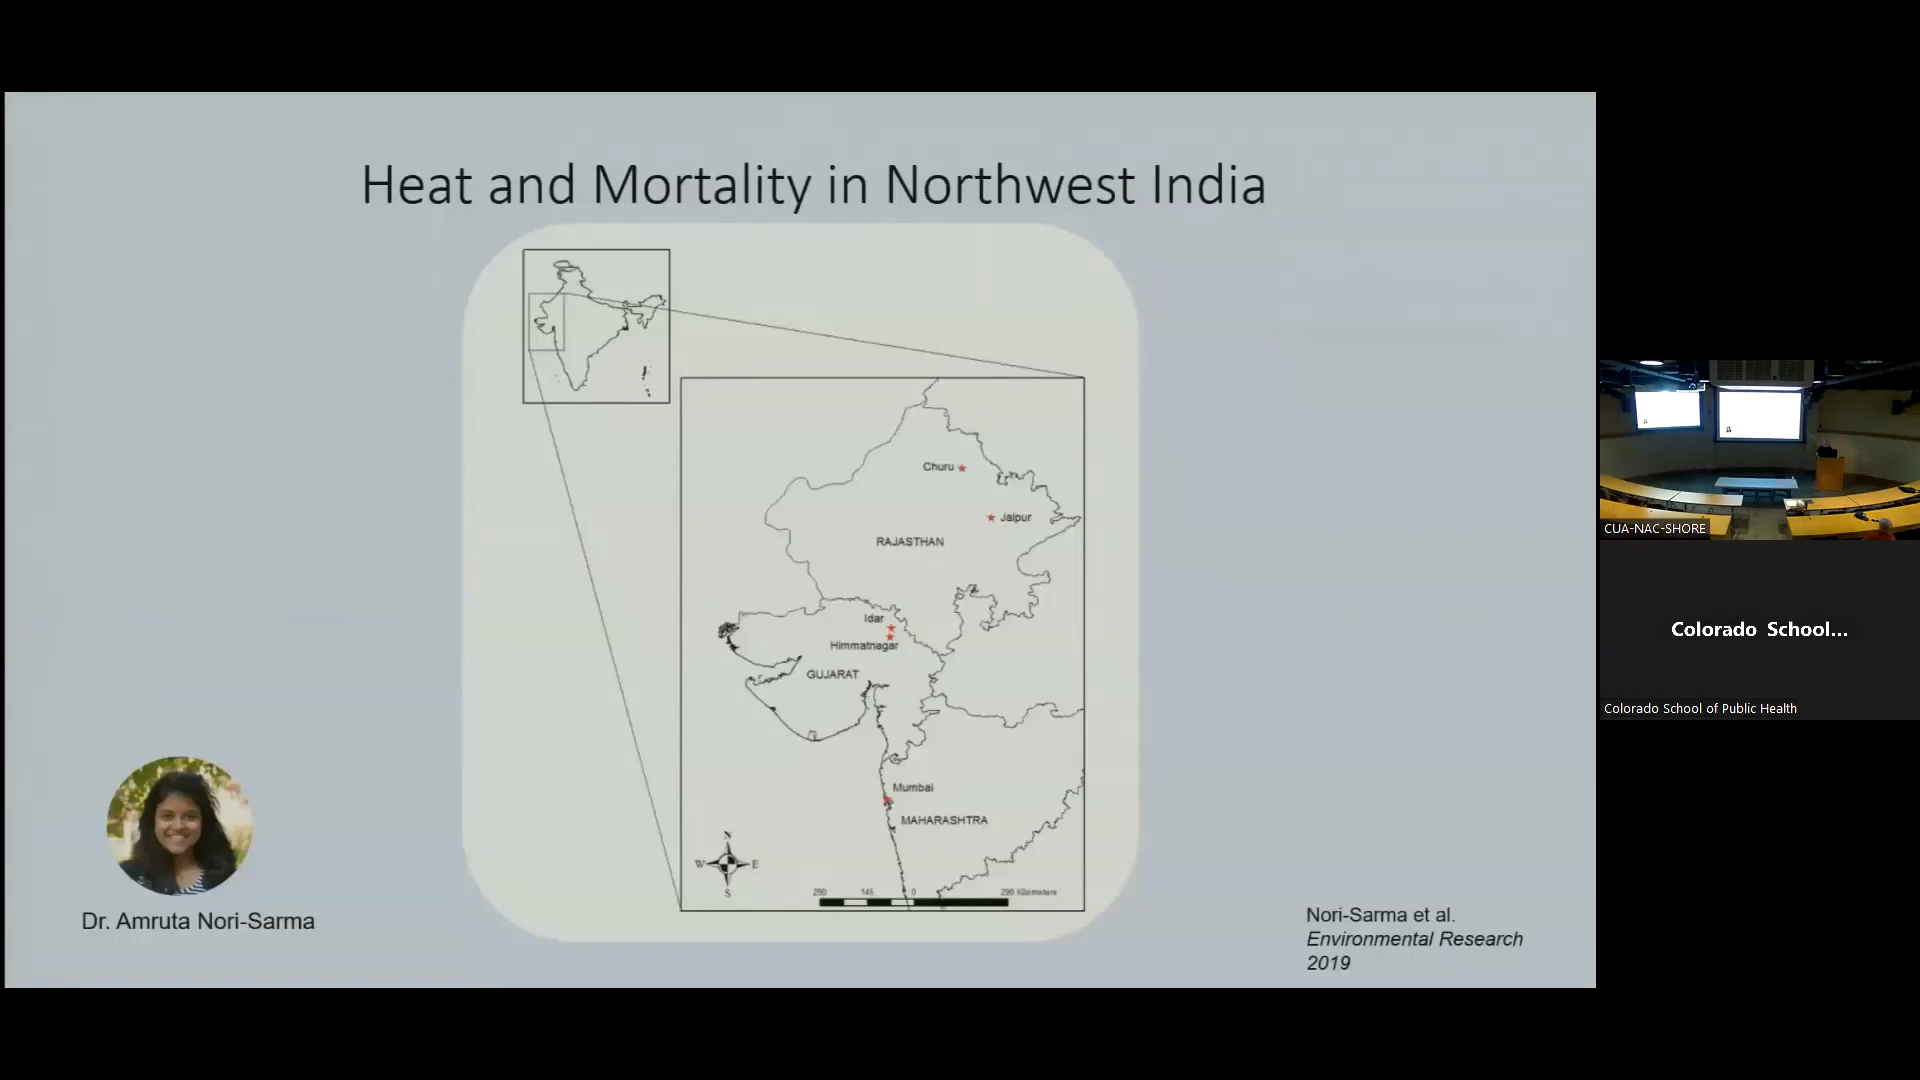 Heat and Mortality in Northwest India
Churu
Jaipur
RAJASTHAN
Idar
Himmatnagar
GUJARAT
Mumbai
MAHARASHTRA
N
W E
S
290 145 0 290 Kilometers
Dr. Amruta Nori-Sarma
Nori-Sarma et al.
Environmental Research
2019
CUA-NAC-SHORE
Colorado School...
Colorado School of Public Health